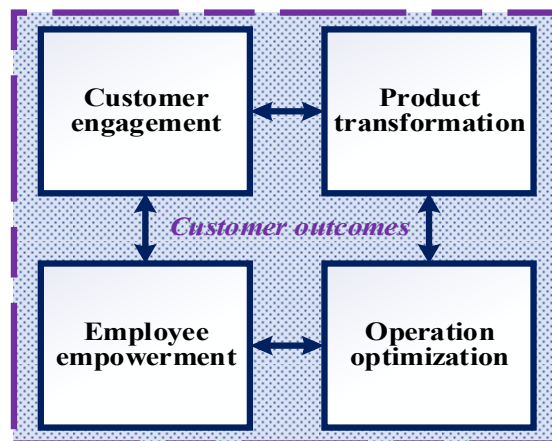 Customer
engagement
Product
transformation
Customer outcomes
Employee
empowerment
Operation
optimization